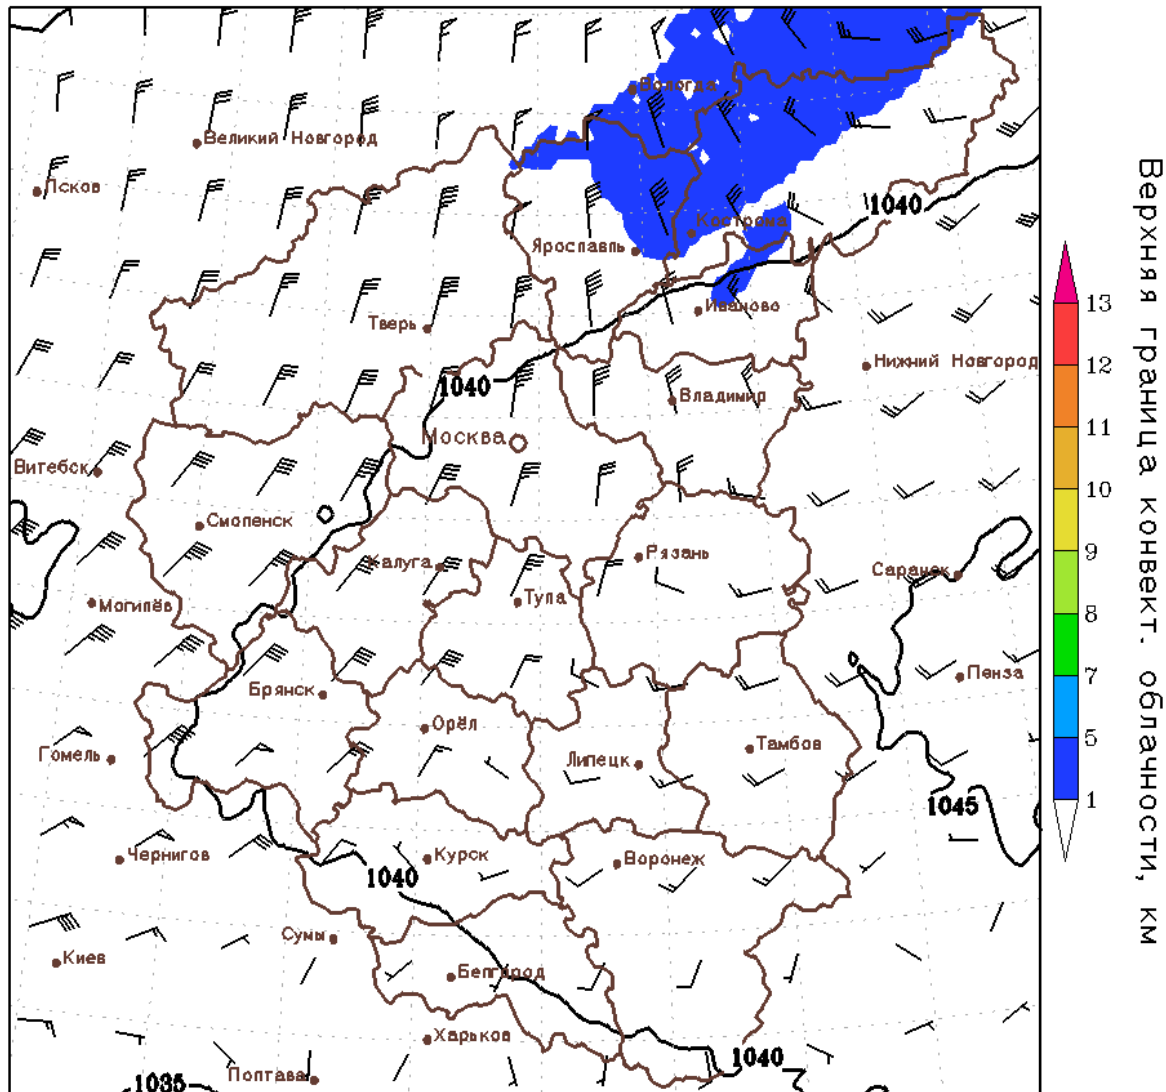 Вологда
Великий Новгород
Псков
1040
Кострома
Ярославль
Иваново
Тверь
Нижний Новгород
1040
Владимир
Москва
Витебск
Смоленск
Рязань
Калуга
Саранск
Могилёв
Тула
Пенза
Брянск
Орёл
Тамбов
Гомель
Липецк
1045
Чернигов
Курск
Воронеж
1040
Сумы
Киев
Белгород
Харьков
1040
Полтава
1035
13
12
11
10
9
8
7
5
1
Верхняя граница конвект. облачности, км